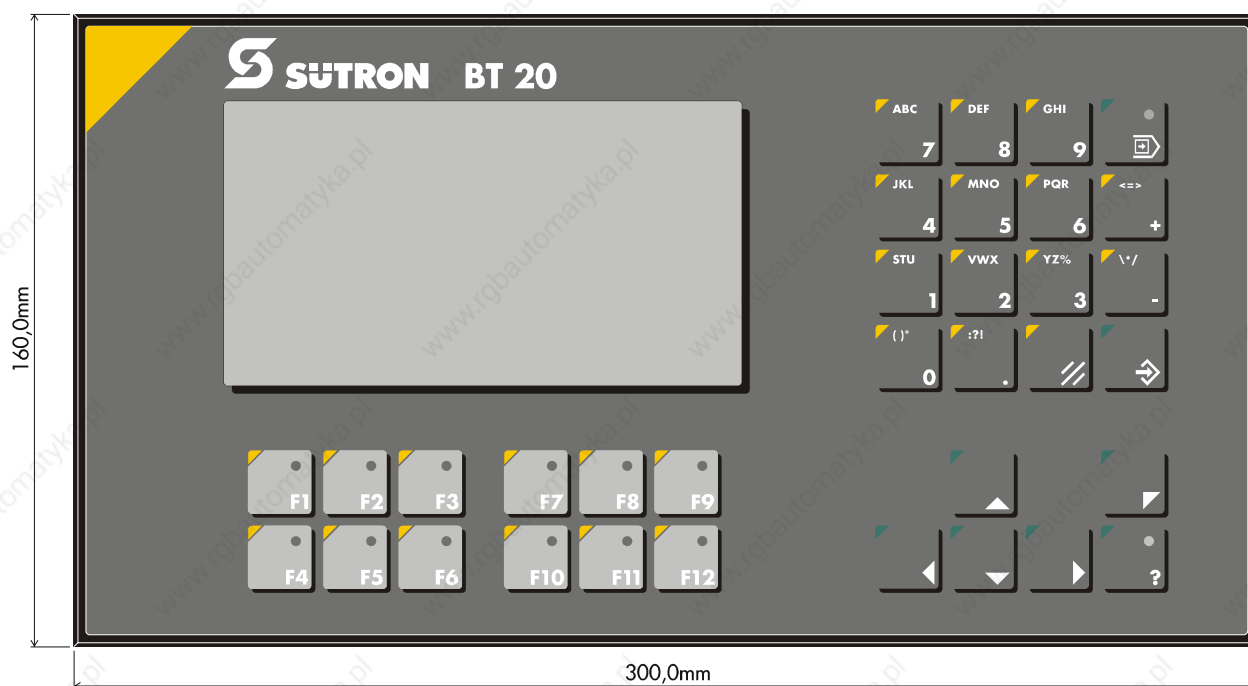 SÜTRON BT 20
ABC DEF GHI
7 8 9
JKL MNO PQR <=>
4 5 6 +
STU VWX YZ% \*/
1 2 3 -
( )° :?!
0 .
160,0mm
F1 F2 F3 F7 F8 F9
F4 F5 F6 F10 F11 F12 ?
300,0mm
www.rgbautomatyka.pl